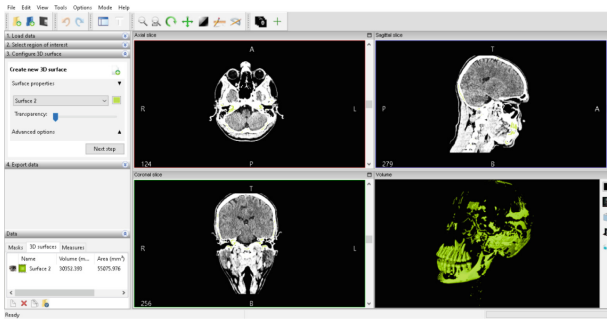 File Edit View Tools Options Mode Help
1. Load data
2. Select region of interest
3. Configure 3D surface
Create new 3D surface
Surface properties
Surface 2
Transparency:
Advanced options
Next step
4. Export data
Data
Masks 3D surfaces Measures
Name Volume (m... Area (mm³)
Surface 2 30952.393 55075.976
Ready
Axial slice
A
R L
124 P
Sagittal slice
T
P A
279 B
Coronal slice
T
R L
256 B
Volume